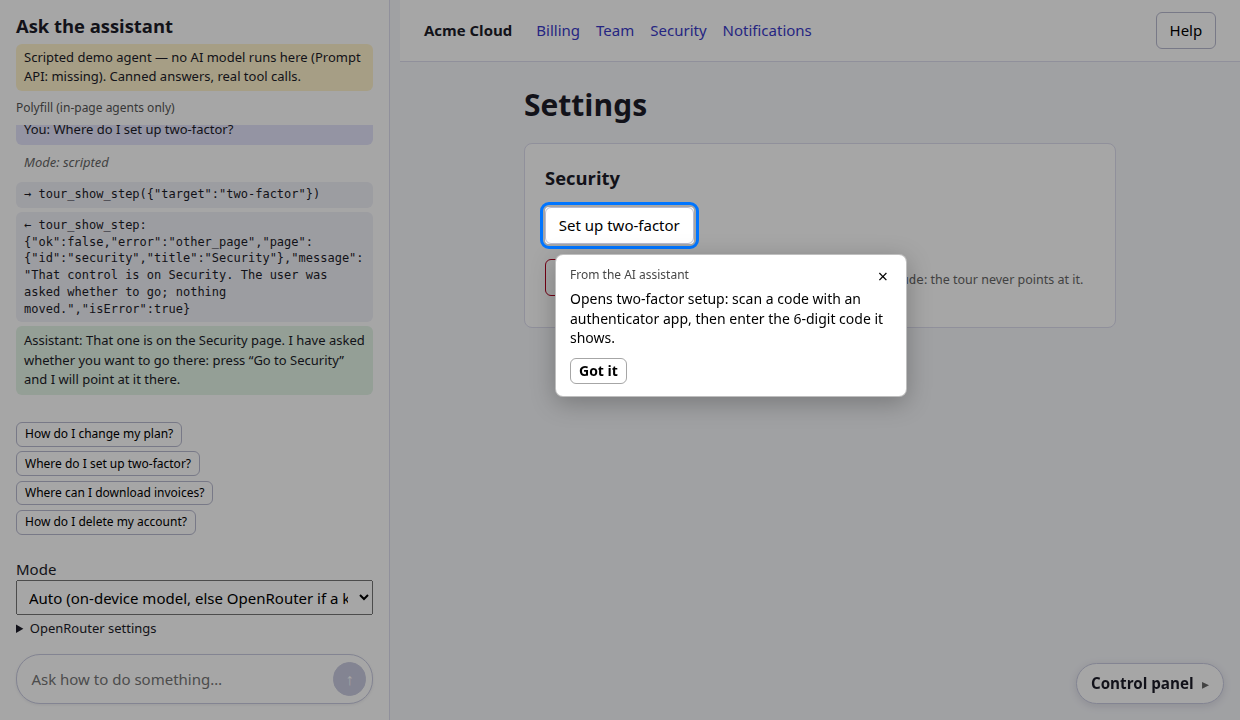 Ask the assistant
Scripted demo agent — no AI model runs here (Prompt
API: missing). Canned answers, real tool calls.
Polyfill (in-page agents only)
You: Where do I set up two-factor?
Mode: scripted
→ tour_show_step({"target":"two-factor"})
← tour_show_step:
{"ok":false,"error":"other_page","page":
{"id":"security","title":"Security"},"message":
"That control is on Security. The user was
asked whether to go; nothing
moved.","isError":true}
Assistant: That one is on the Security page. I have asked
whether you want to go there: press “Go to Security”
and I will point at it there.
How do I change my plan?
Where do I set up two-factor?
Where can I download invoices?
How do I delete my account?
Mode
Auto (on-device model, else OpenRouter if a k
▶ OpenRouter settings
Ask how to do something...
↑
Acme Cloud Billing Team Security Notifications
Help
Settings
Security
Set up two-factor
the tour never points at it.
From the AI assistant ×
Opens two-factor setup: scan a code with an
authenticator app, then enter the 6-digit code it
shows.
Got it
Control panel ▸